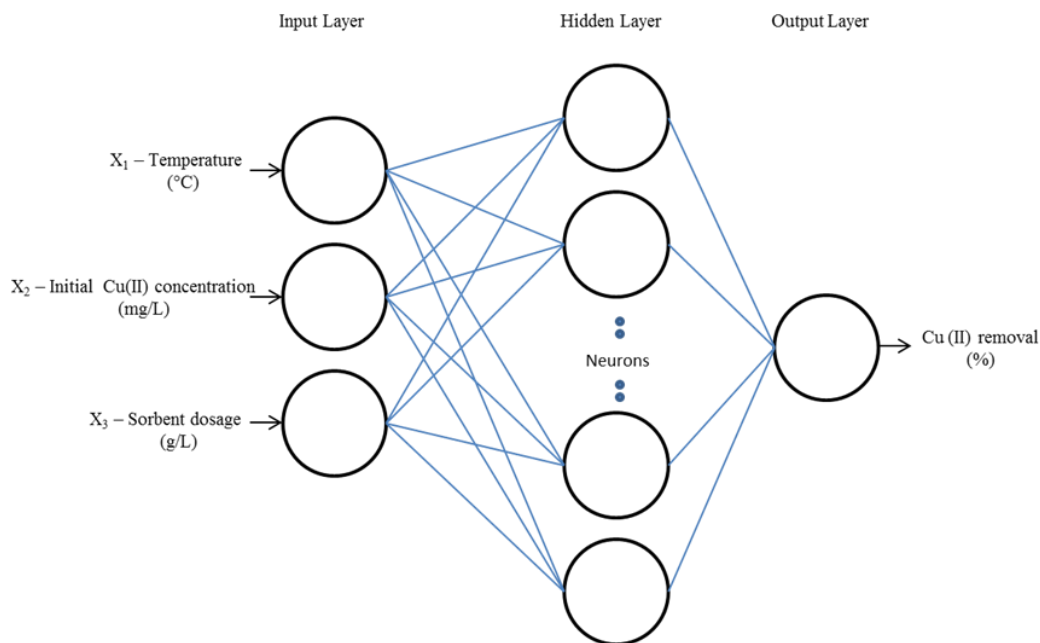 Input Layer
Hidden Layer
Output Layer
X₁ – Temperature
(°C)
X₂ – Initial Cu(II) concentration
(mg/L)
X₃ – Sorbent dosage
(g/L)
Neurons
Cu (II) removal
(%)